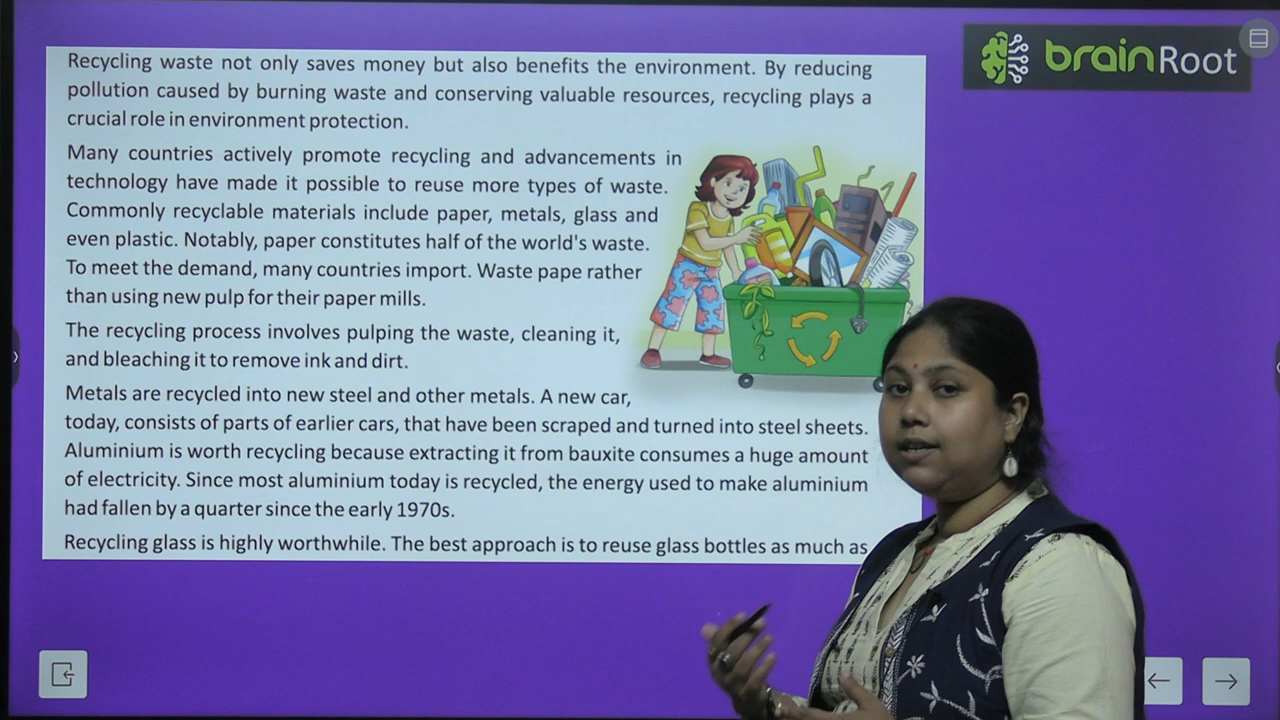 brainRoot
Recycling waste not only saves money but also benefits the environment. By reducing
pollution caused by burning waste and conserving valuable resources, recycling plays a
crucial role in environment protection.
Many countries actively promote recycling and advancements in
technology have made it possible to reuse more types of waste.
Commonly recyclable materials include paper, metals, glass and
even plastic. Notably, paper constitutes half of the world's waste.
To meet the demand, many countries import. Waste pape rather
than using new pulp for their paper mills.
The recycling process involves pulping the waste, cleaning it,
and bleaching it to remove ink and dirt.
Metals are recycled into new steel and other metals. A new car,
today, consists of parts of earlier cars, that have been scraped and turned into steel sheets.
Aluminium is worth recycling because extracting it from bauxite consumes a huge amount
of electricity. Since most aluminium today is recycled, the energy used to make aluminium
had fallen by a quarter since the early 1970s.
Recycling glass is highly worthwhile. The best approach is to reuse glass bottles as much as